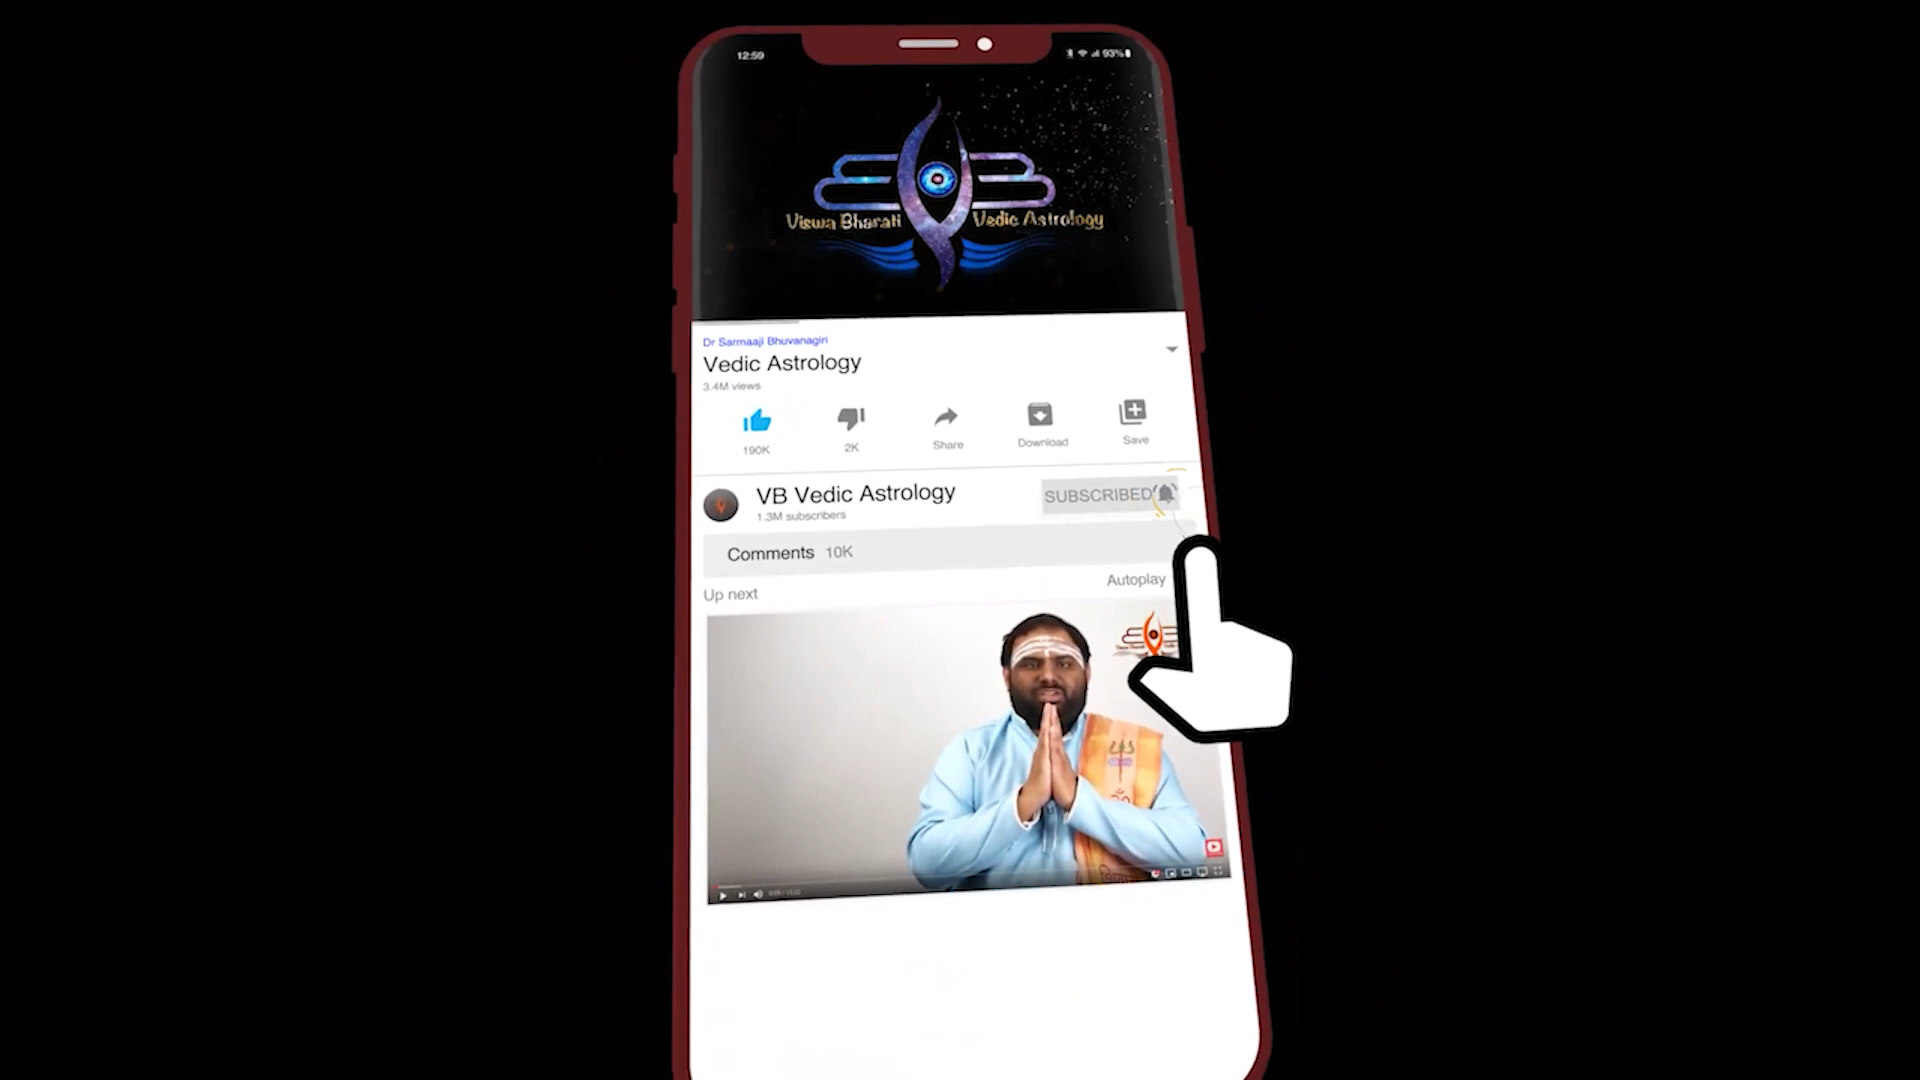 12:59
93%
Viswa Bharati Vedic Astrology
Dr Sarmaaji Bhuvanagiri
Vedic Astrology
3.4M views
190K
2K
Share
Download
Save
VB Vedic Astrology
SUBSCRIBED
1.3M subscribers
Comments 10K
Autoplay
Up next